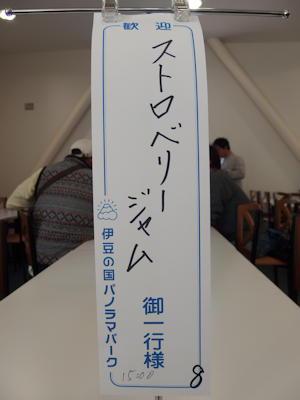 歓迎
ストロベリー
ジャム
御一行様
伊豆の国パノラマパーク
15:00
8